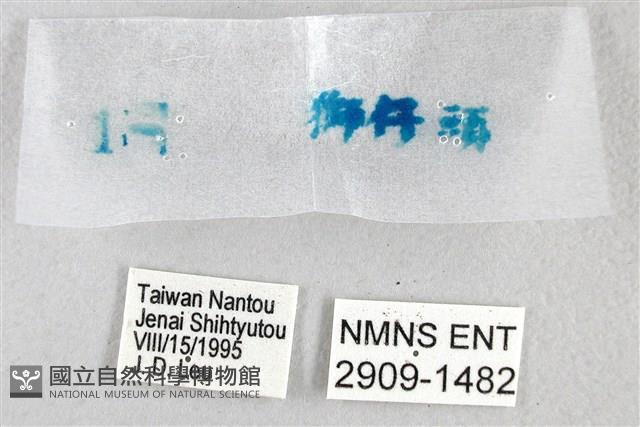 獅仔頭
Taiwan Nantou
Jenai Shihtyutou
VIII/15/1995
J. D. Leu
NMNS ENT
2909-1482
國立自然科學博物館
NATIONAL MUSEUM OF NATURAL SCIENCE